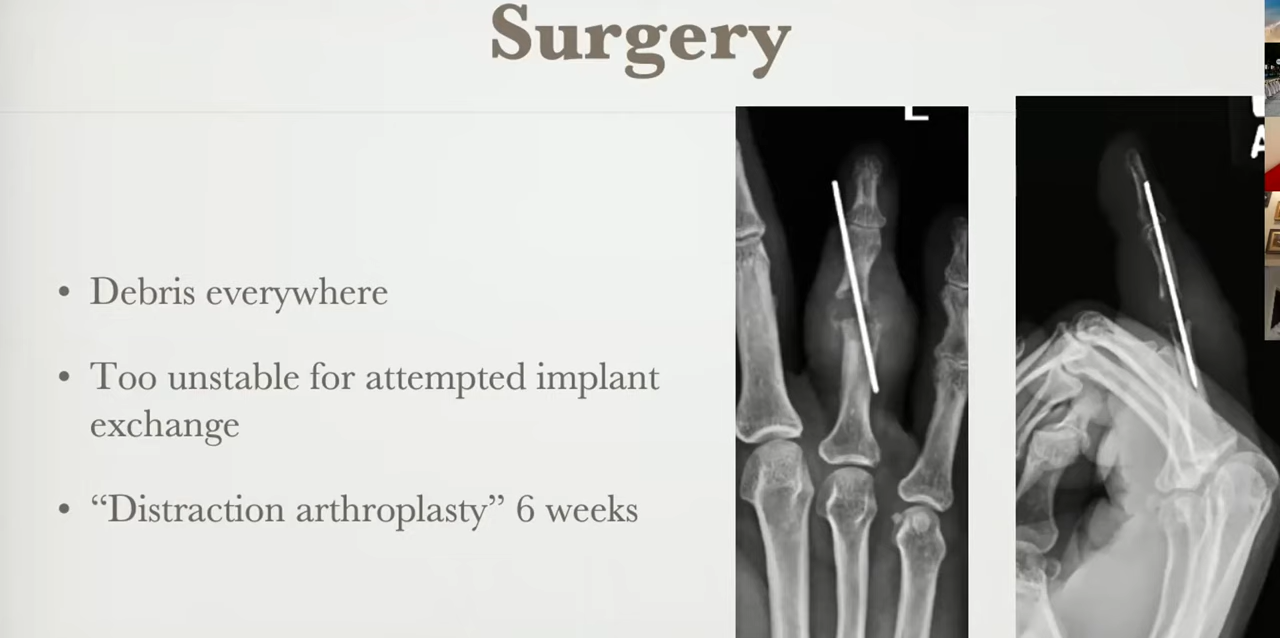 Surgery
• Debris everywhere
• Too unstable for attempted implant
exchange
• “Distraction arthroplasty” 6 weeks
L
A